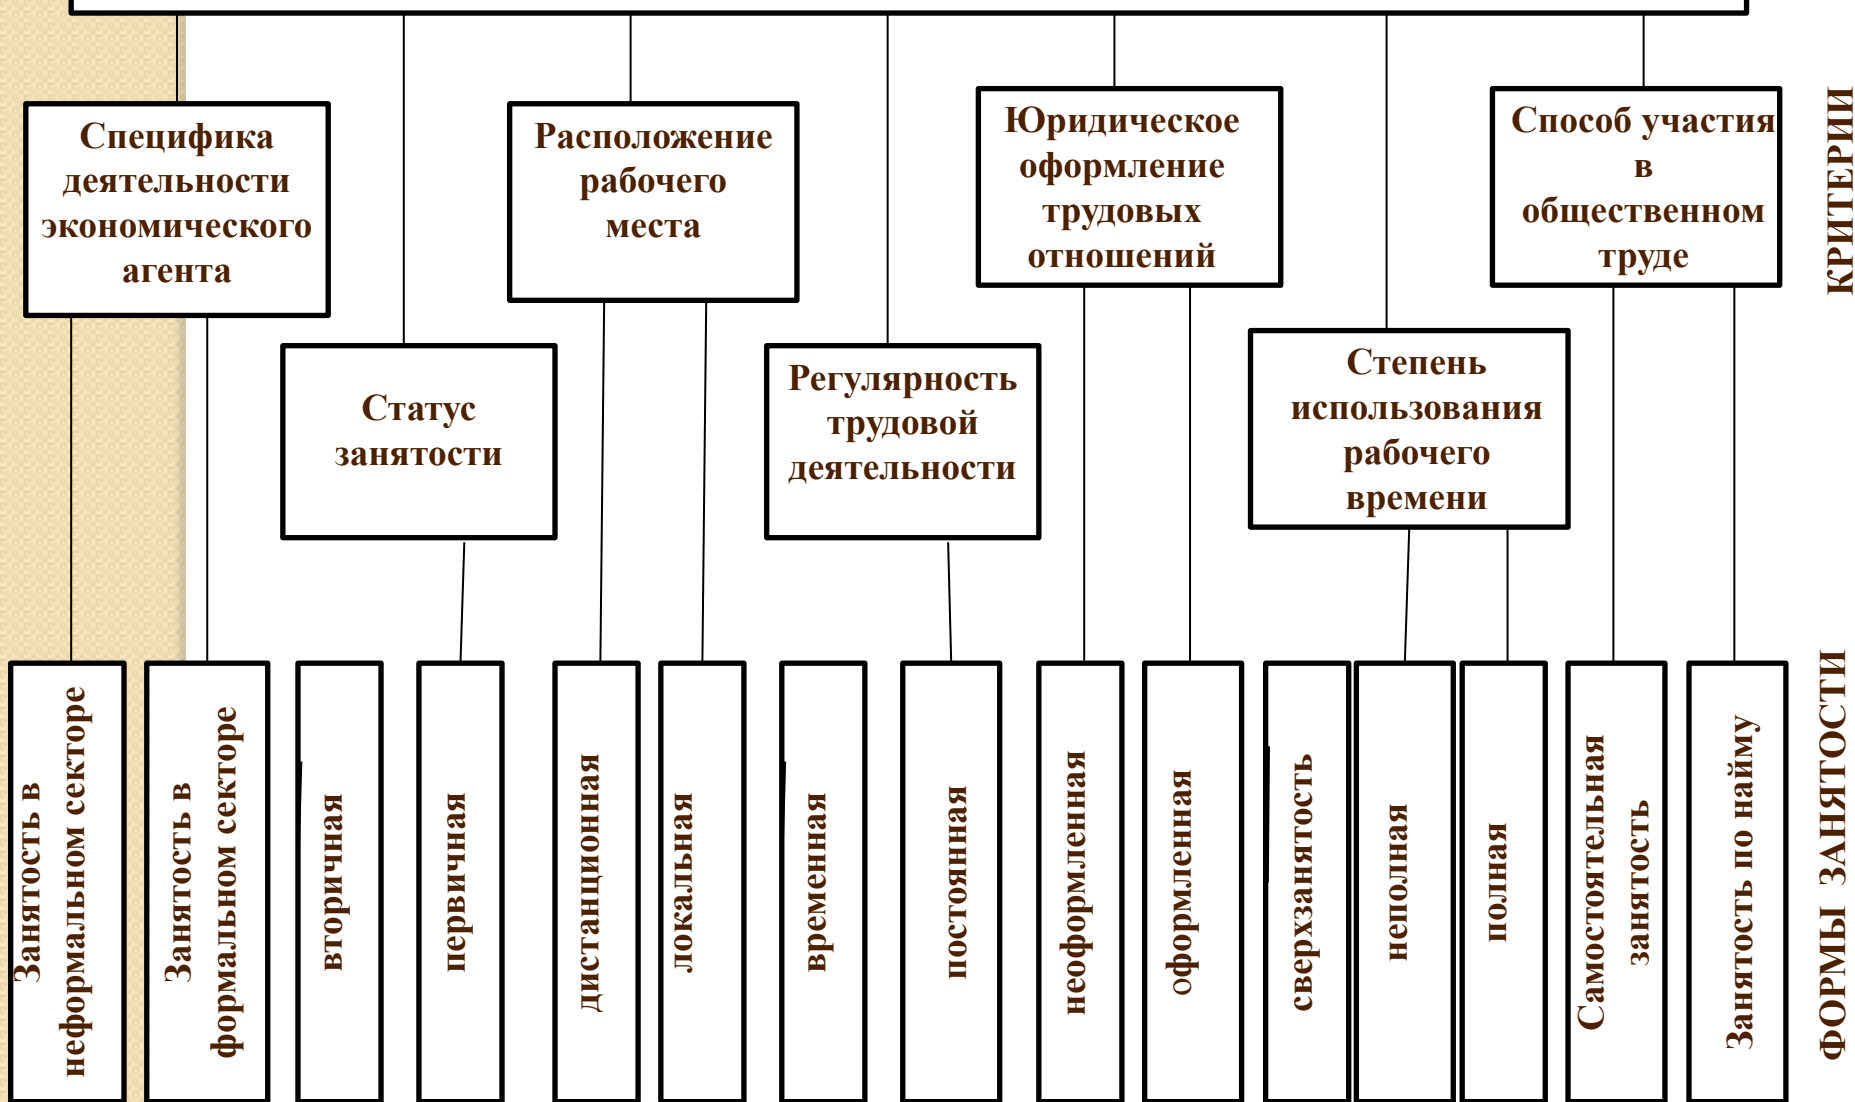 Специфика
деятельности
экономического
агента
Расположение
рабочего
места
Юридическое
оформление
трудовых
отношений
Способ участия
в
общественном
труде
КРИТЕРИИ
Статус
занятости
Регулярность
трудовой
деятельности
Степень
использования
рабочего
времени
Занятость в
неформальном секторе
Занятость в
формальном секторе
вторичная
первичная
дистанционная
локальная
временная
постоянная
неоформленная
оформленная
сверхзанятость
неполная
полная
Самостоятельная
занятость
Занятость по найму
ФОРМЫ ЗАНЯТОСТИ